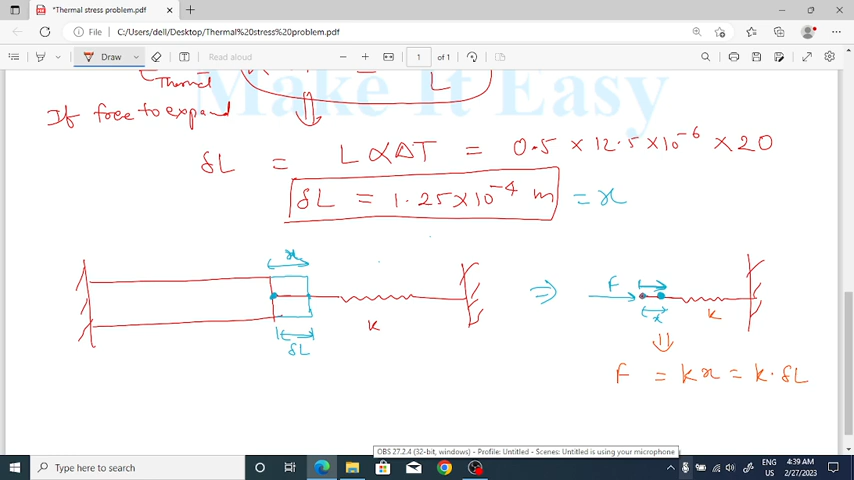 *Thermal stress problem.pdf
File C:/Users/dell/Desktop/Thermal%20stress%20problem.pdf
Draw Read aloud 1 of 1
Make It Easy
Thermal L
If free to expand
δL = L α ΔT = 0.5 × 12.5 × 10⁻⁶ × 20
δL = 1.25×10⁻⁴ m = x
x
F
⇒
x K
K
δL
F = kx = k·δL
OBS 27.2.4 (32-bit, windows) - Profile: Untitled - Scenes: Untitled is using your microphone
Type here to search ENG US 4:39 AM 2/27/2023